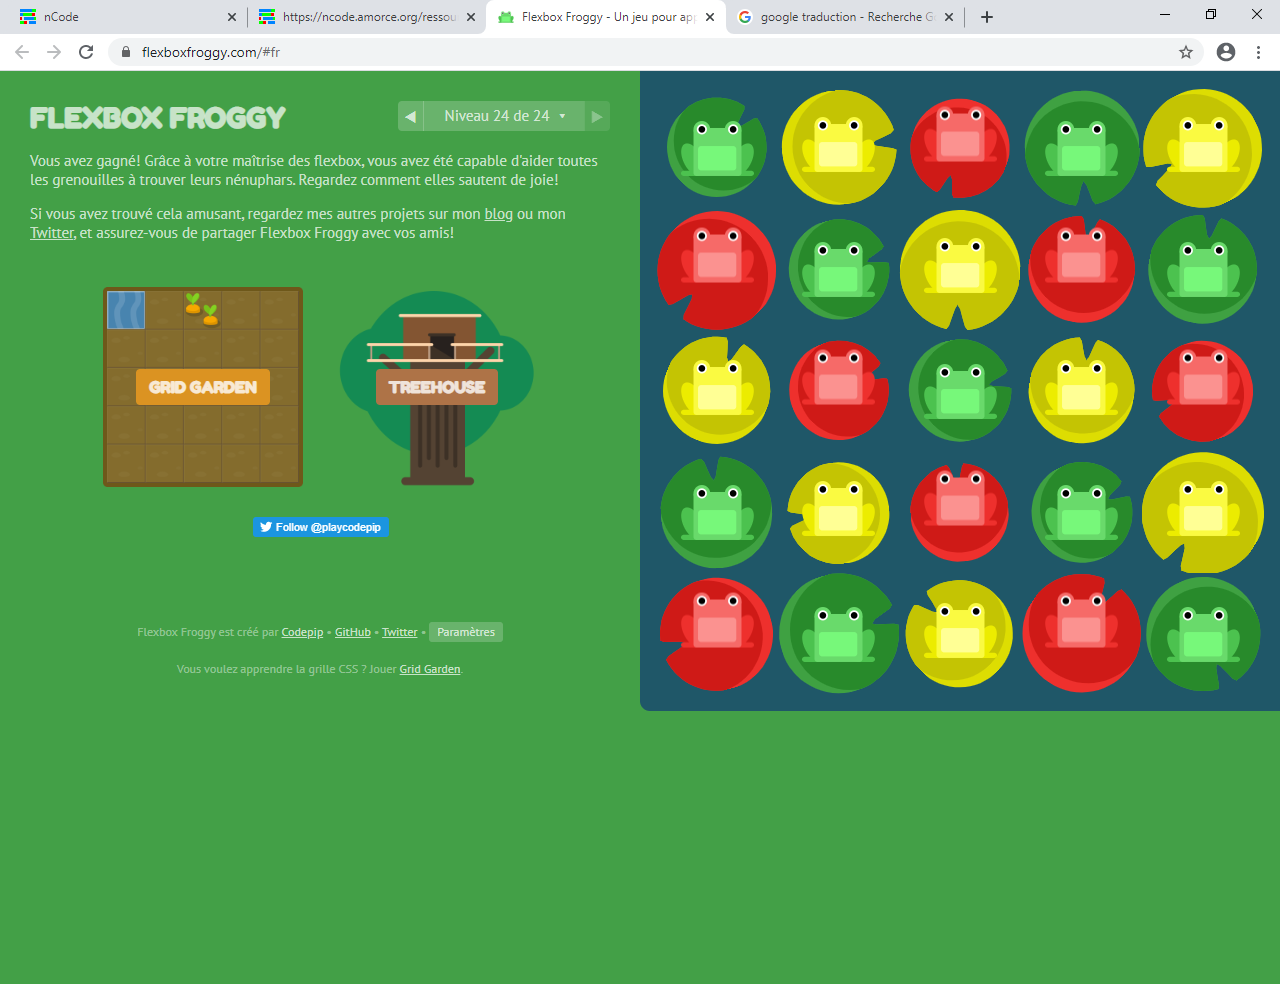 nCode
https://ncode.amorce.org/ressou
Flexbox Froggy - Un jeu pour app
google traduction - Recherche G
flexboxfroggy.com/#fr
FLEXBOX FROGGY
Niveau 24 de 24
Vous avez gagné! Grâce à votre maîtrise des flexbox, vous avez été capable d'aider toutes
les grenouilles à trouver leurs nénuphars. Regardez comment elles sautent de joie!
Si vous avez trouvé cela amusant, regardez mes autres projets sur mon blog ou mon
Twitter, et assurez-vous de partager Flexbox Froggy avec vos amis!
GRID GARDEN
TREEHOUSE
Follow @playcodepip
Flexbox Froggy est créé par Codepip • GitHub • Twitter • Paramètres
Vous voulez apprendre la grille CSS ? Jouer Grid Garden.